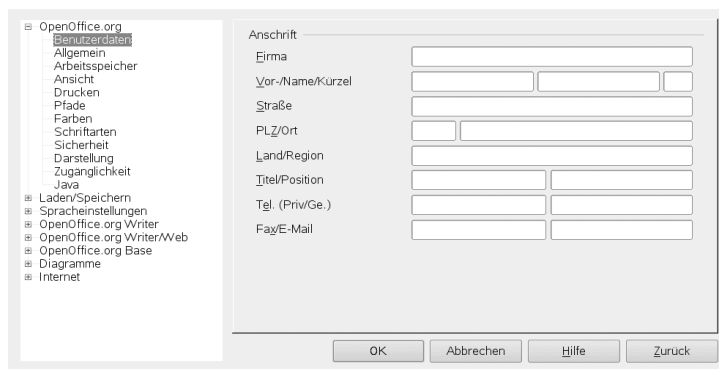 OpenOffice.org
Benutzerdaten
Allgemein
Arbeitsspeicher
Ansicht
Drucken
Pfade
Farben
Schriftarten
Sicherheit
Darstellung
Zugänglichkeit
Java
Laden/Speichern
Spracheinstellungen
OpenOffice.org Writer
OpenOffice.org Writer/Web
OpenOffice.org Base
Diagramme
Internet
Anschrift
Firma
Vor-/Name/Kürzel
Straße
PLZ/Ort
Land/Region
Titel/Position
Tel. (Priv/Ge.)
Fax/E-Mail
OK
Abbrechen
Hilfe
Zurück